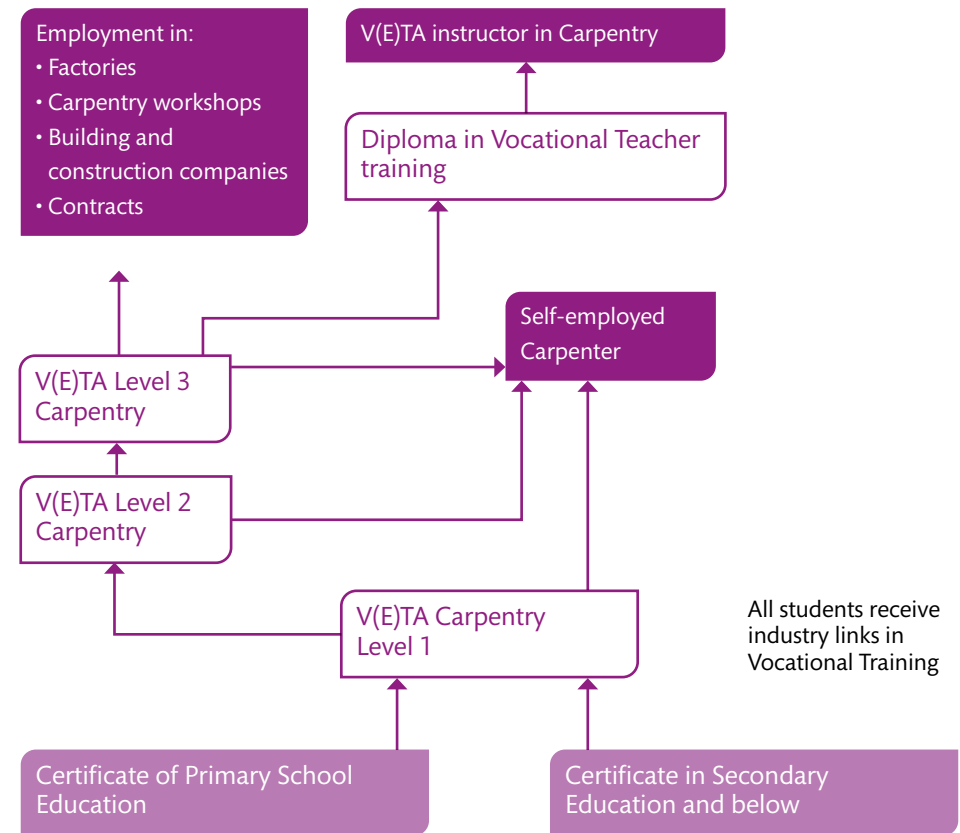 Employment in:
• Factories
• Carpentry workshops
• Building and
construction companies
• Contracts
V(E)TA instructor in Carpentry
Diploma in Vocational Teacher
training
Self-employed
Carpenter
V(E)TA Level 3
Carpentry
V(E)TA Level 2
Carpentry
V(E)TA Carpentry
Level 1
All students receive
industry links in
Vocational Training
Certificate of Primary School
Education
Certificate in Secondary
Education and below